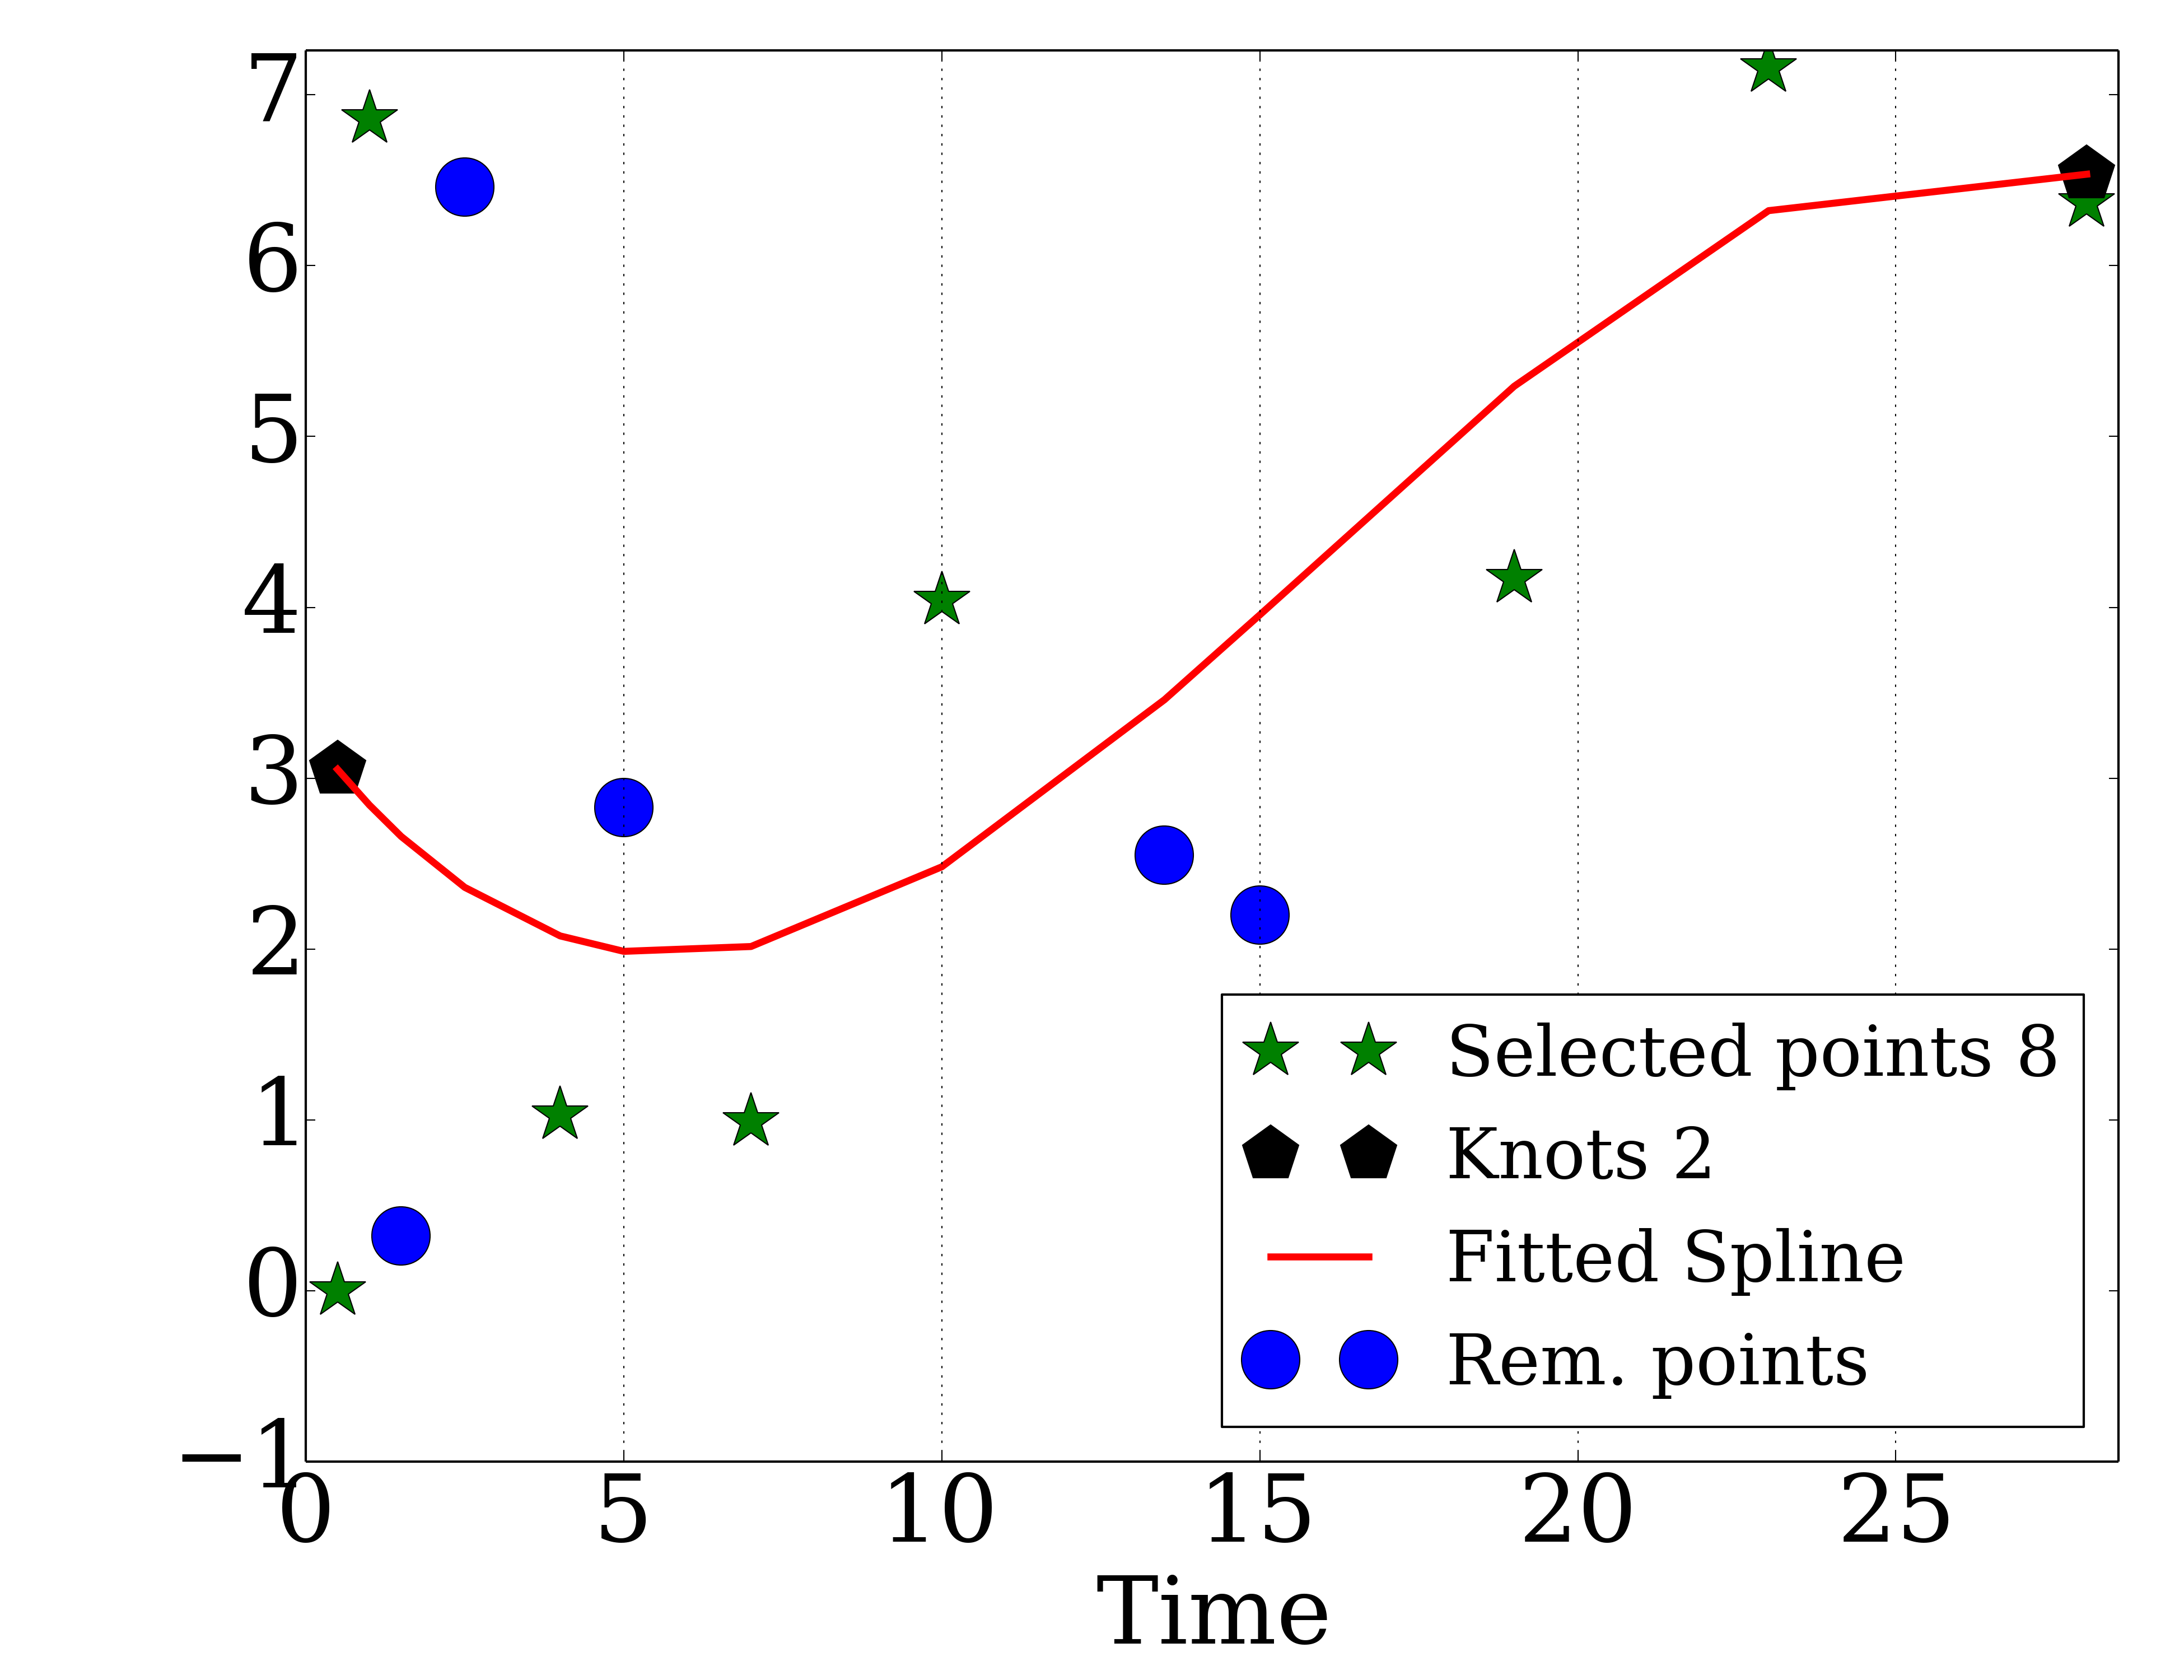 7
6
5
4
3
2
1
0
−1
0 5 10 15 20 25
Time
Selected points 8
Knots 2
Fitted Spline
Rem. points